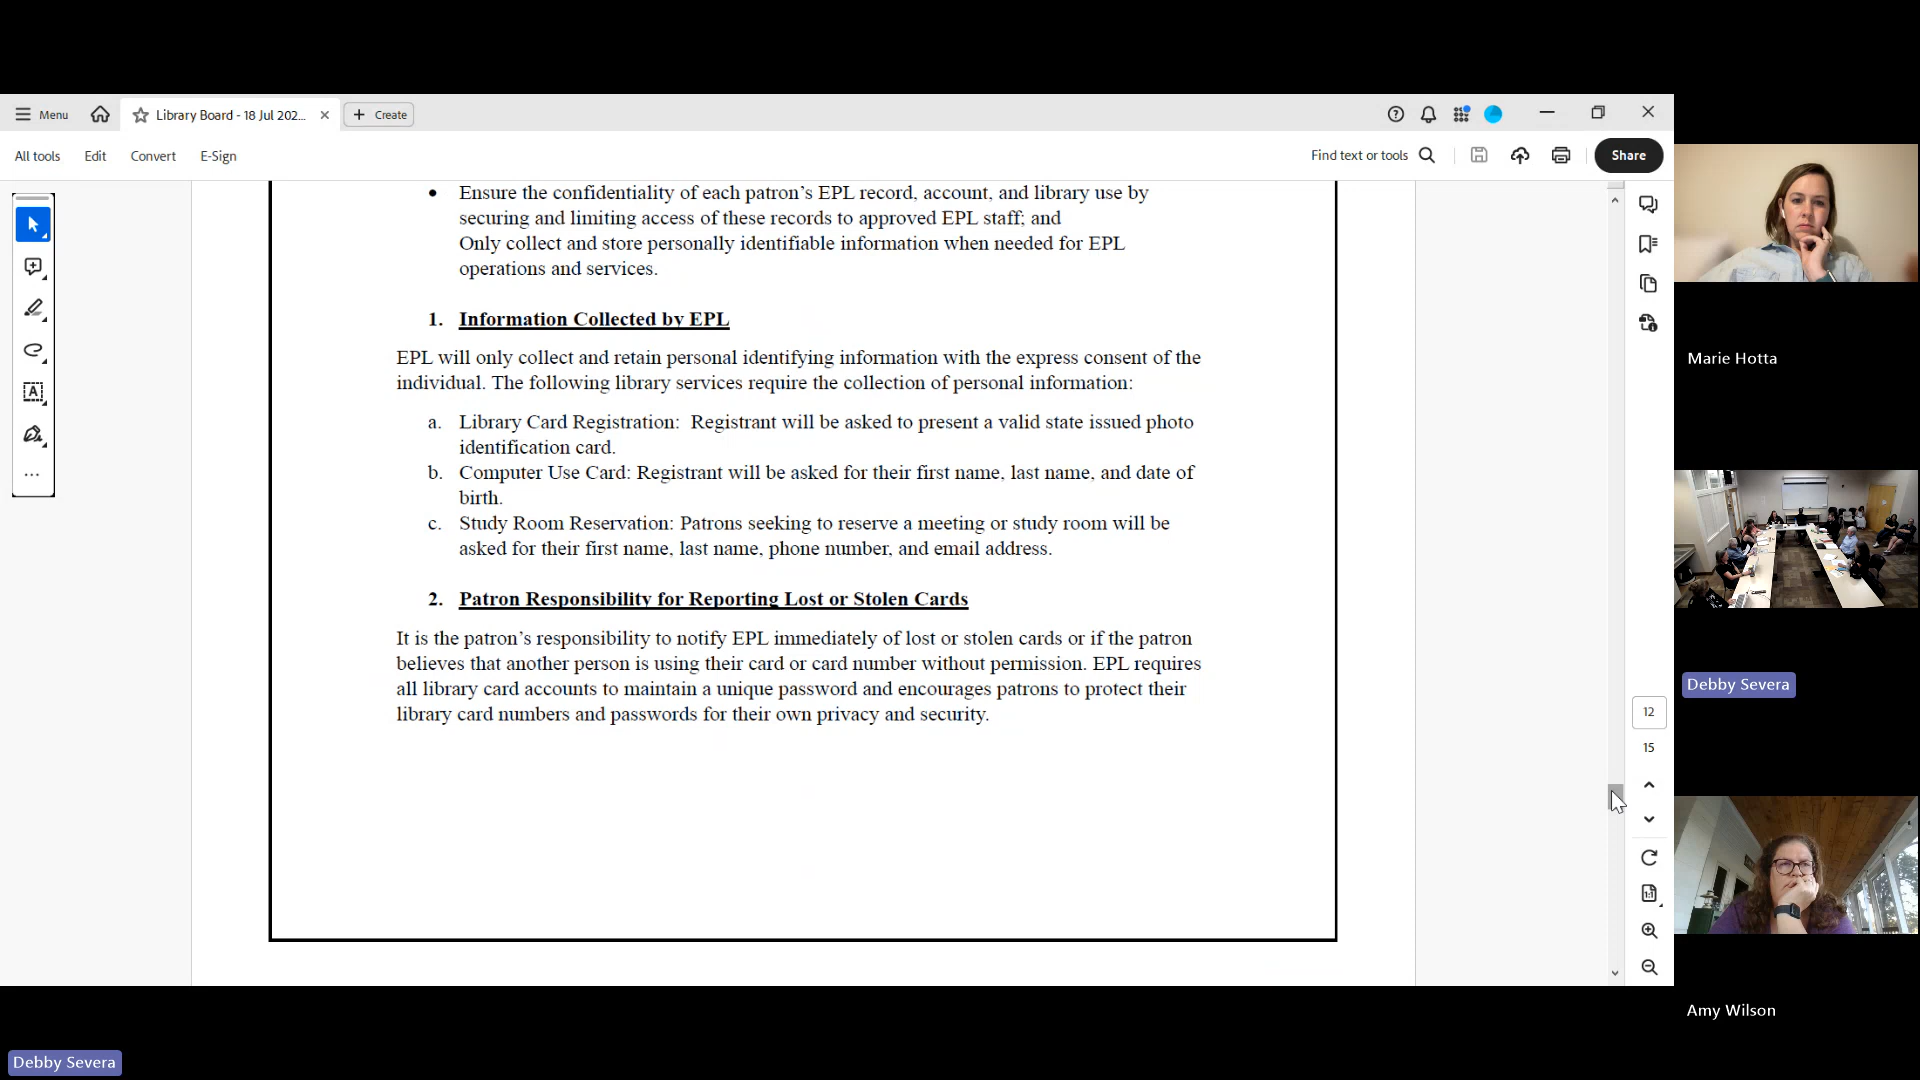 Menu
Library Board - 18 Jul 202...
Create
All tools
Edit
Convert
E-Sign
Find text or tools
Share
• Ensure the confidentiality of each patron's EPL record, account, and library use by
securing and limiting access of these records to approved EPL staff; and
Only collect and store personally identifiable information when needed for EPL
operations and services.
1. Information Collected by EPL
EPL will only collect and retain personal identifying information with the express consent of the
individual. The following library services require the collection of personal information:
a. Library Card Registration: Registrant will be asked to present a valid state issued photo
identification card.
b. Computer Use Card: Registrant will be asked for their first name, last name, and date of
birth.
c. Study Room Reservation: Patrons seeking to reserve a meeting or study room will be
asked for their first name, last name, phone number, and email address.
2. Patron Responsibility for Reporting Lost or Stolen Cards
It is the patron's responsibility to notify EPL immediately of lost or stolen cards or if the patron
believes that another person is using their card or card number without permission. EPL requires
all library card accounts to maintain a unique password and encourages patrons to protect their
library card numbers and passwords for their own privacy and security.
12
15
Marie Hotta
Debby Severa
Amy Wilson
Debby Severa